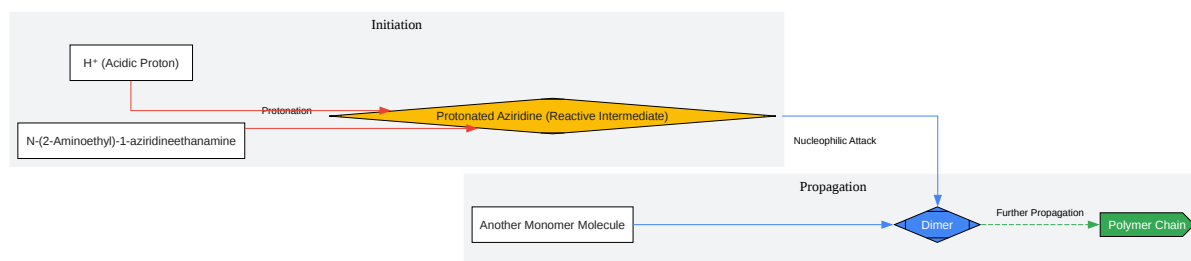 Initiation
H⁺ (Acidic Proton)
Protonation
Protonated Aziridine (Reactive Intermediate)
N-(2-Aminoethyl)-1-aziridineethanamine
Nucleophilic Attack
Propagation
Another Monomer Molecule
Dimer
Further Propagation
Polymer Chain